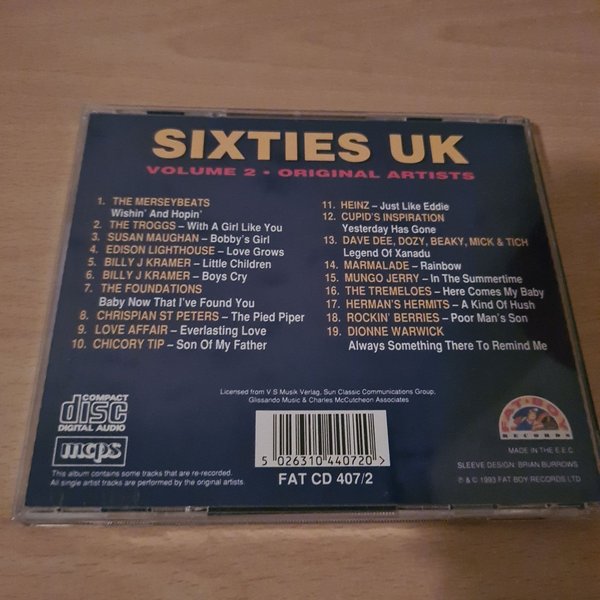 SIXTIES UK
VOLUME 2 • ORIGINAL ARTISTS
1. THE MERSEYBEATS
Wishin' And Hopin'
2. THE TROGGS – With A Girl Like You
3. SUSAN MAUGHAN – Bobby's Girl
4. EDISON LIGHTHOUSE – Love Grows
5. BILLY J KRAMER – Little Children
6. BILLY J KRAMER – Boys Cry
7. THE FOUNDATIONS
Baby Now That I've Found You
8. CHRISPIAN ST PETERS – The Pied Piper
9. LOVE AFFAIR – Everlasting Love
10. CHICORY TIP – Son Of My Father
11. HEINZ – Just Like Eddie
12. CUPID'S INSPIRATION
Yesterday Has Gone
13. DAVE DEE, DOZY, BEAKY, MICK & TICH
Legend Of Xanadu
14. MARMALADE – Rainbow
15. MUNGO JERRY – In The Summertime
16. THE TREMELOES – Here Comes My Baby
17. HERMAN'S HERMITS – A Kind Of Hush
18. ROCKIN' BERRIES – Poor Man's Son
19. DIONNE WARWICK
Always Something There To Remind Me
Licensed from V S Musik Verlag, Sun Classic Communications Group,
Glissando Music & Charles McCutcheon Associates
COMPACT
disc
DIGITAL AUDIO
mcps
This album contains some tracks that are re-recorded.
All single artist tracks are performed by the original artists.
5 026310 440720 >
FAT CD 407/2
FAT-BOY
RECORDS
MADE IN THE E.E.C.
SLEEVE DESIGN: BRIAN BURROWS
℗ & © 1993 FAT BOY RECORDS LTD